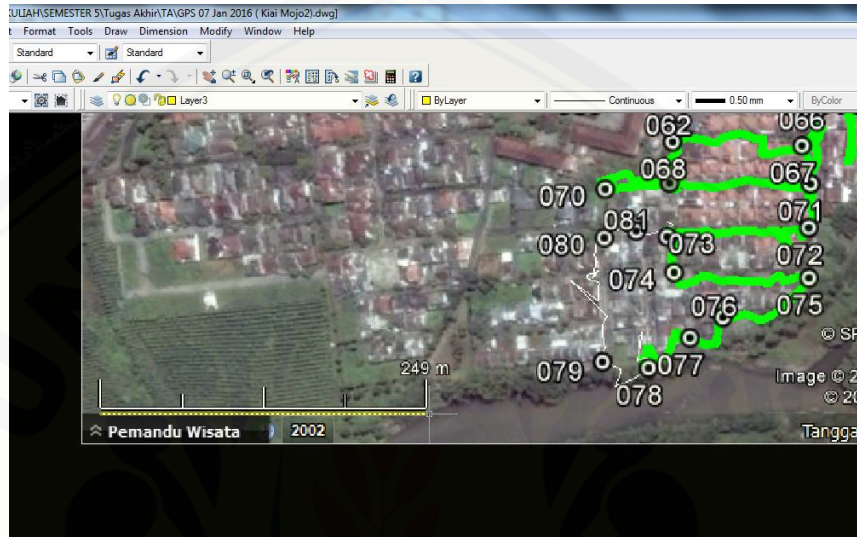 ULIAH\SEMESTER 5\Tugas Akhir\TA\GPS 07 Jan 2016 ( Kiai Mojo2).dwg]
t Format Tools Draw Dimension Modify Window Help
Standard Standard
Layer3 ByLayer Continuous 0.50 mm ByColor
062 066
068 067
070
081 071
080 073
072
074
076 075
© SF
249 m 079 077
Image © 2
078
© 20
Pemandu Wisata 2002 Tangga